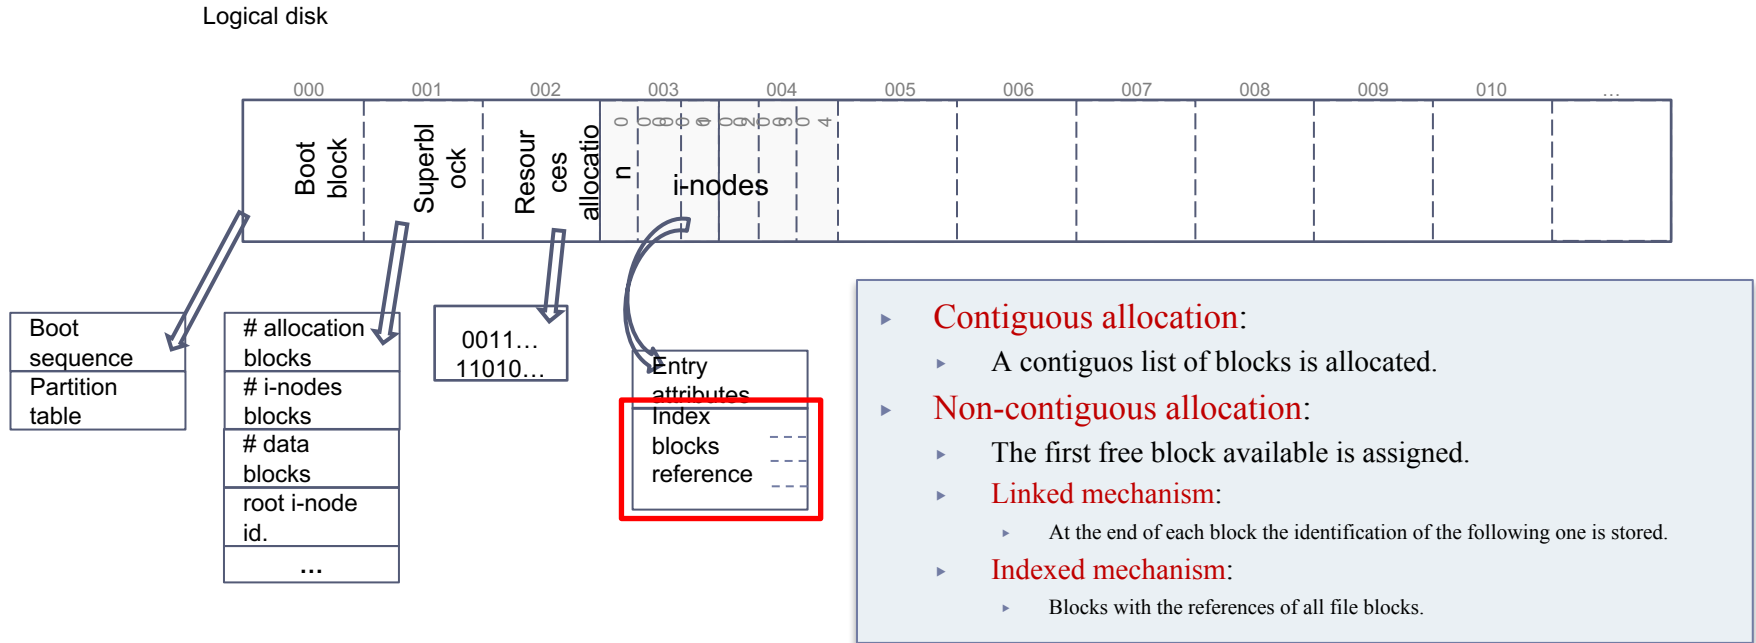 Logical disk
000 001 002 003 004 005 006 007 008 009 010 ...
Boot
block
Superbl
ock
Resour
ces
allocatio
n
i-nodes
Boot
sequence
Partition
table
# allocation
blocks
# i-nodes
blocks
# data
blocks
root i-node
id.
...
0011...
11010...
Entry
attributes
Index
blocks
reference
Contiguous allocation:
A contiguos list of blocks is allocated.
Non-contiguous allocation:
The first free block available is assigned.
Linked mechanism:
At the end of each block the identification of the following one is stored.
Indexed mechanism:
Blocks with the references of all file blocks.